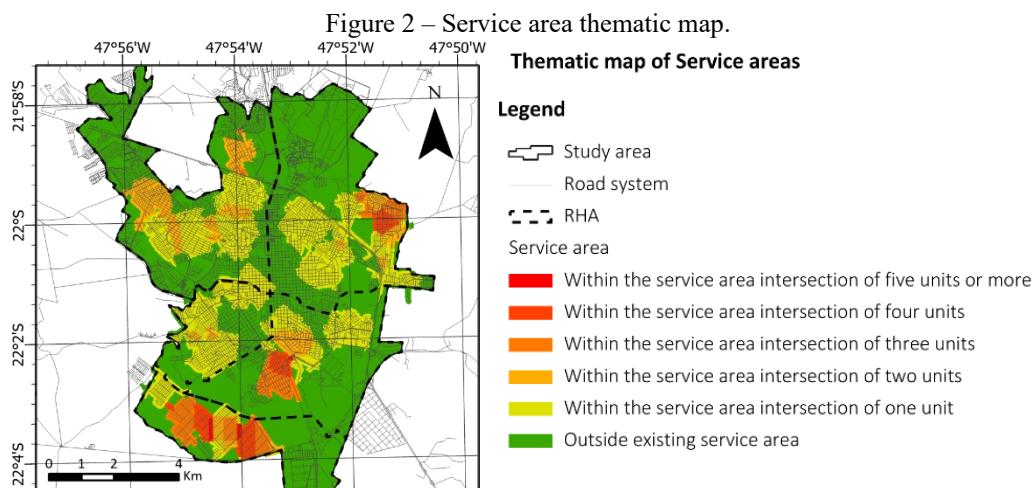 Figure 2 – Service area thematic map.
47°56'W 47°54'W 47°52'W 47°50'W
21°58'S
22°S
22°2'S
22°4'S
N
0 1 2 4
Km
Thematic map of Service areas
Legend
Study area
Road system
RHA
Service area
Within the service area intersection of five units or more
Within the service area intersection of four units
Within the service area intersection of three units
Within the service area intersection of two units
Within the service area intersection of one unit
Outside existing service area